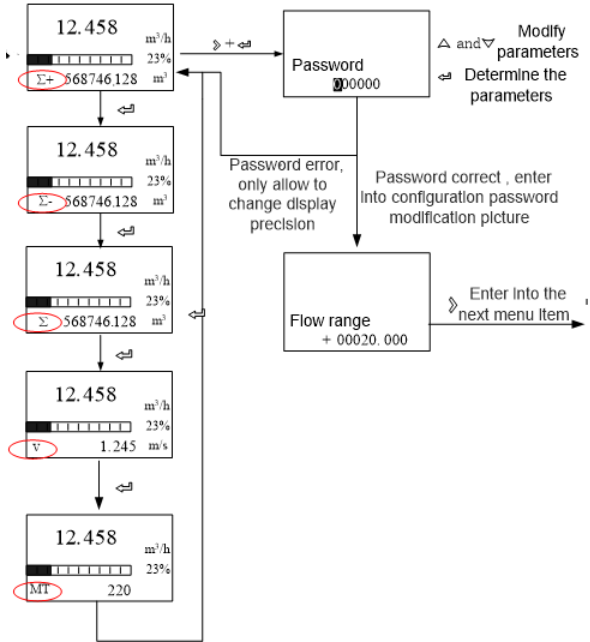 12.458
m³/h
23%
Σ+ 568746.128 m³
12.458
m³/h
23%
Σ- 568746.128 m³
12.458
m³/h
23%
Σ 568746.128 m³
12.458
m³/h
23%
v 1.245 m/s
12.458
m³/h
23%
MT 220
+
Password
000000
and
Modify
parameters
Determine the
parameters
Password error,
only allow to
change display
precision
Password correct , enter
into configuration password
modification picture
Flow range
+ 00020.000
Enter into the
next menu item